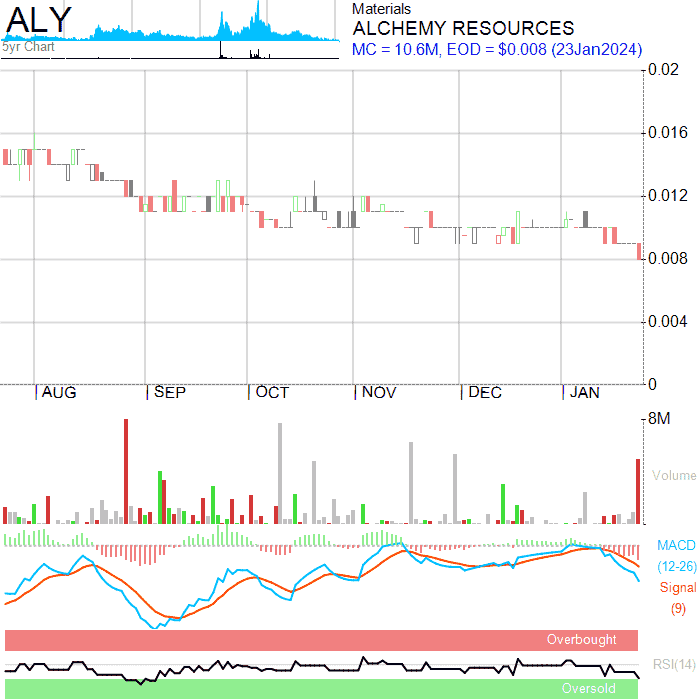 ALY
5yr Chart
Materials
ALCHEMY RESOURCES
MC = 10.6M, EOD = $0.008 (23Jan2024)
0.02
0.016
0.012
0.008
0.004
0
AUG SEP OCT NOV DEC JAN
8M
Volume
MACD
(12-26)
Signal
(9)
Overbought
RSI(14)
Oversold